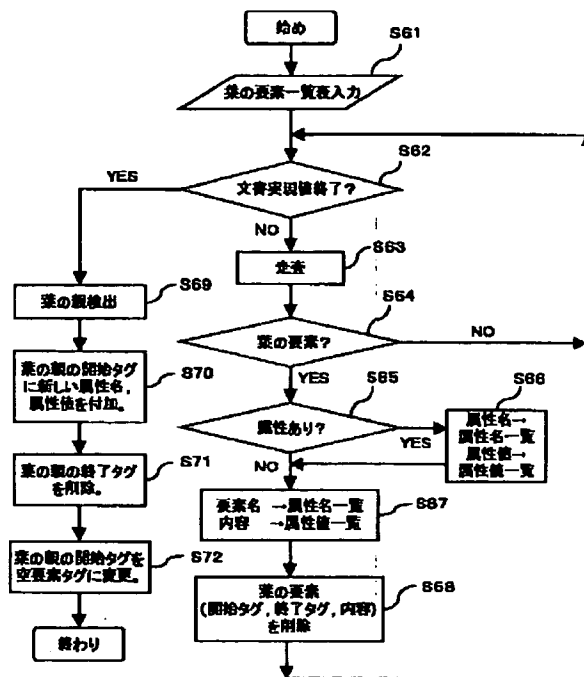 始め
S61
葉の要素一覧表入力
S62
文書実現値終了?
YES
NO
S63
走査
S69
葉の親検出
S64
葉の要素?
NO
YES
S70
葉の親の開始タグ
に新しい属性名,
属性値を付加。
S65
属性あり?
YES
NO
S66
属性名→
属性名一覧
属性値→
属性値一覧
S71
葉の親の終了タグ
を削除。
S67
要素名 →属性名一覧
内容 →属性値一覧
S72
葉の親の開始タグを
空要素タグに変更。
S68
葉の要素
(開始タグ,終了タグ,内容)
を削除
終わり